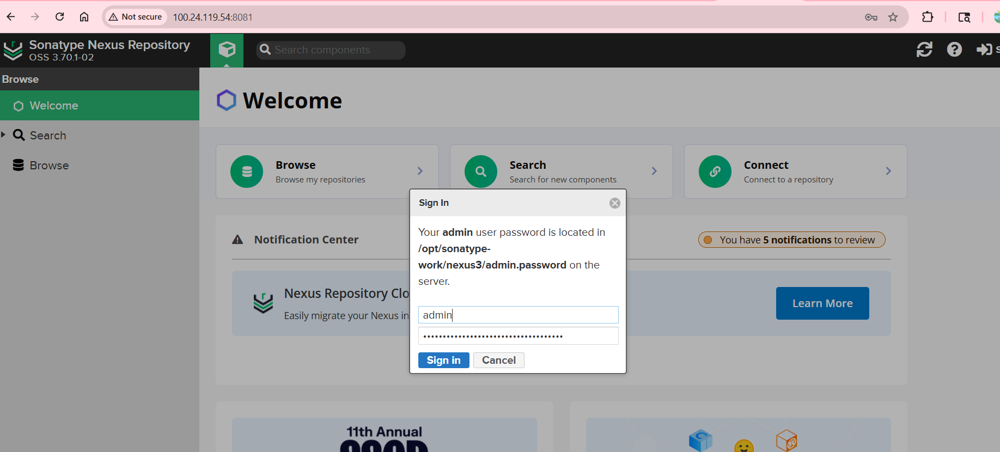 Not secure
100.24.119.54:8081
Sonatype Nexus Repository
OSS 3.70.1-02
Search components
Browse
Welcome
Search
Browse
Welcome
Browse
Browse my repositories
Search
Search for new components
Connect
Connect to a repository
Notification Center
You have 5 notifications to review
Nexus Repository Clo
Easily migrate your Nexus in
Learn More
Sign In
Your admin user password is located in
/opt/sonatype-
work/nexus3/admin.password on the
server.
admin
Sign in
Cancel
11th Annual